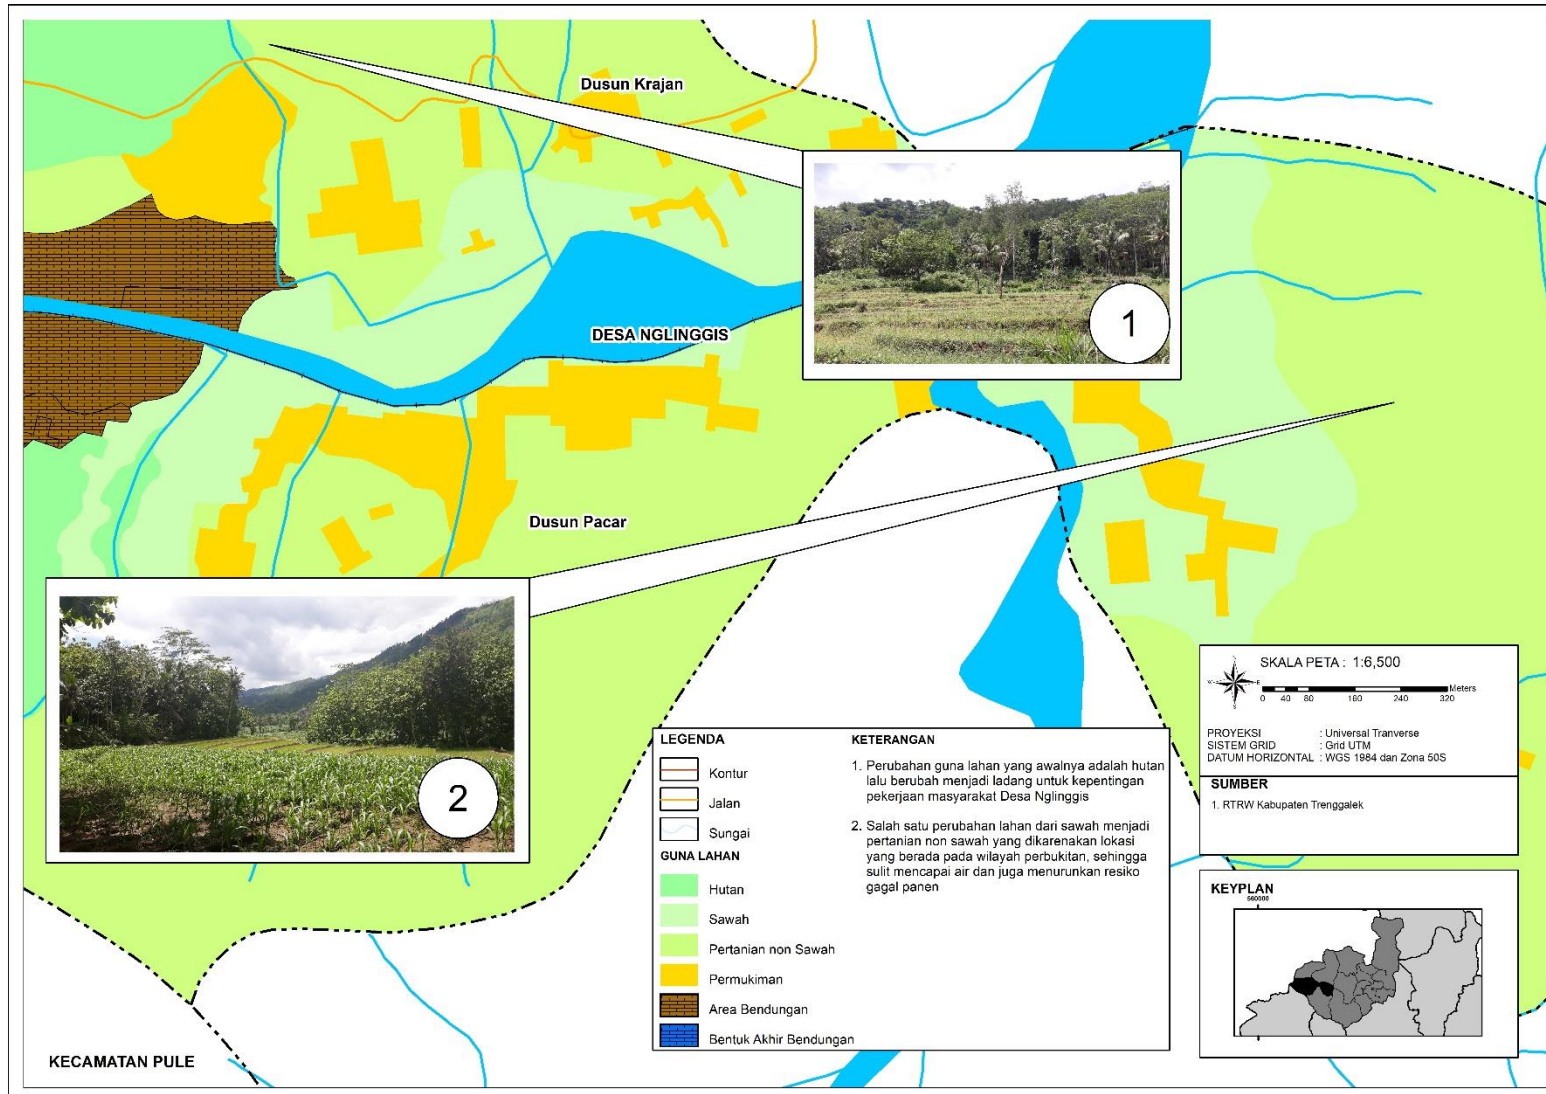 Dusun Krajan
1
DESA NGLINGGIS
Dusun Pacar
2
KECAMATAN PULE
LEGENDA
Kontur
Jalan
Sungai
GUNA LAHAN
Hutan
Sawah
Pertanian non Sawah
Permukiman
Area Bendungan
Bentuk Akhir Bendungan
KETERANGAN
1. Perubahan guna lahan yang awalnya adalah hutan
lalu berubah menjadi ladang untuk kepentingan
pekerjaan masyarakat Desa Nglinggis
2. Salah satu perubahan lahan dari sawah menjadi
pertanian non sawah yang dikarenakan lokasi
yang berada pada wilayah perbukitan, sehingga
sulit mencapai air dan juga menurunkan resiko
gagal panen
N
W E
S
SKALA PETA : 1:6,500
Meters
0 40 80 160 240 320
PROYEKSI : Universal Tranverse
SISTEM GRID : Grid UTM
DATUM HORIZONTAL : WGS 1984 dan Zona 50S
SUMBER
1. RTRW Kabupaten Trenggalek
KEYPLAN
560000